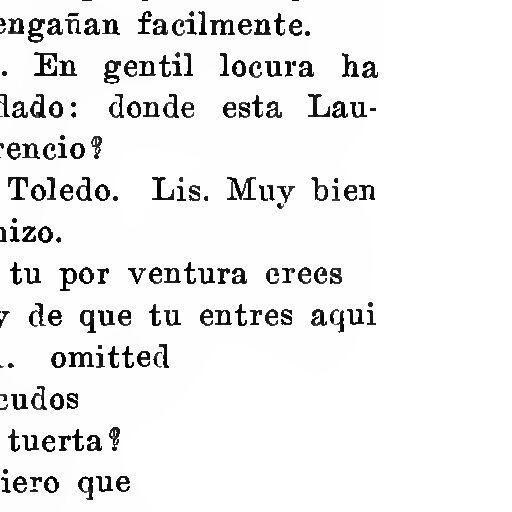 engañan facilmente.
. En gentil locura ha
dado: donde esta Lau-
rencio?
Toledo. Lis. Muy bien
hizo.
tu por ventura crees
y de que tu entres aqui
. omitted
cudos
tuerta?
iero que